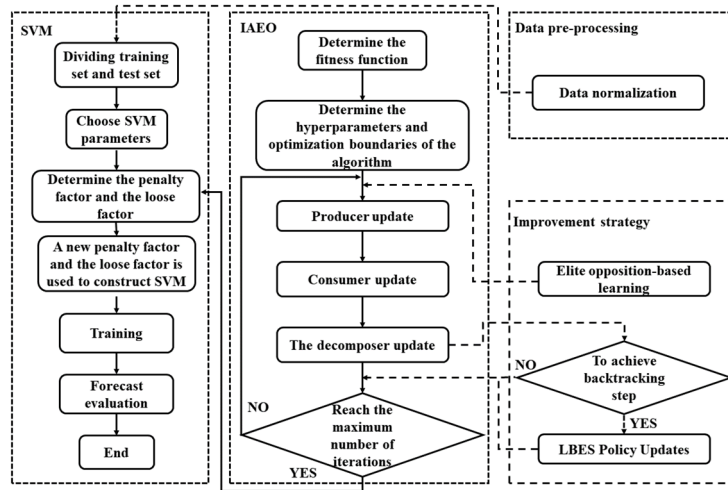 SVM
Dividing training
set and test set
Choose SVM
parameters
Determine the penalty
factor and the loose
factor
A new penalty factor
and the loose factor is
used to construct SVM
Training
Forecast
evaluation
End
IAEO
Determine the
fitness function
Determine the
hyperparameters and
optimization boundaries of the
algorithm
Producer update
Consumer update
The decomposer update
NO
Reach the
maximum
number of
iterations
YES
Data pre-processing
Data normalization
Improvement strategy
Elite opposition-based
learning
NO
To achieve
backtracking
step
YES
LBES Policy Updates